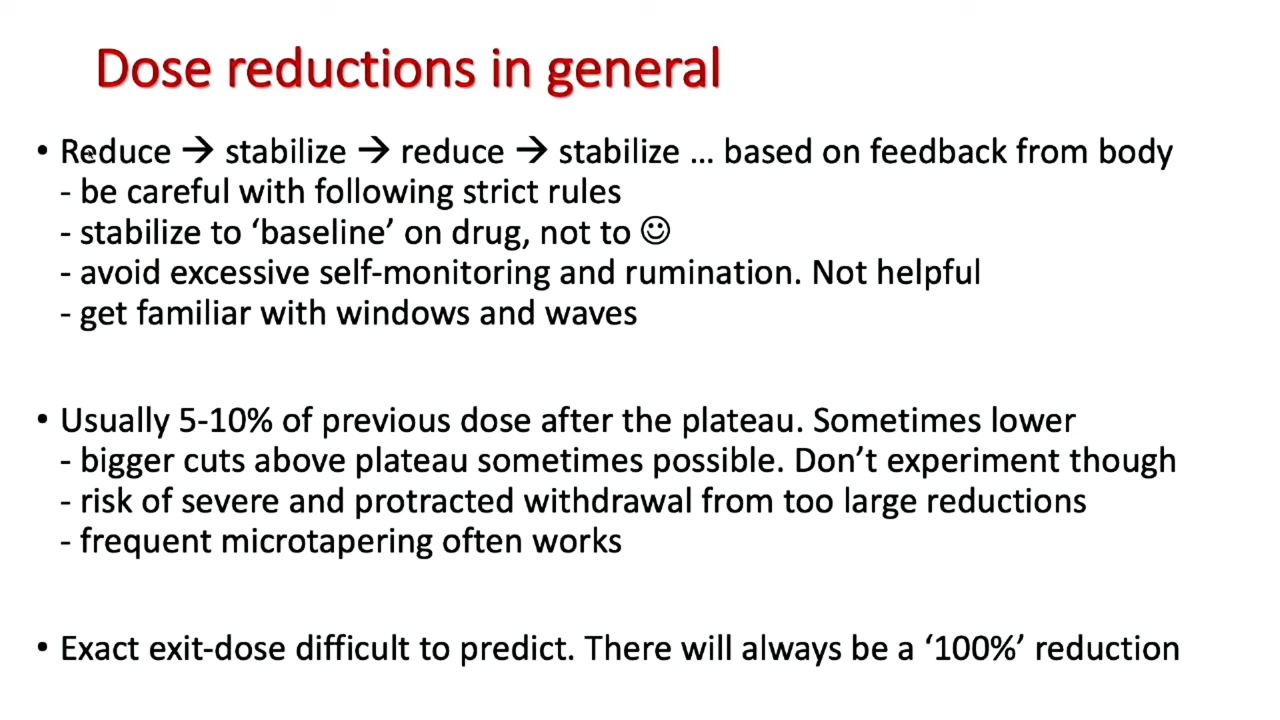 Dose reductions in general
• Reduce → stabilize → reduce → stabilize … based on feedback from body
- be careful with following strict rules
- stabilize to ‘baseline’ on drug, not to ☺
- avoid excessive self-monitoring and rumination. Not helpful
- get familiar with windows and waves
• Usually 5-10% of previous dose after the plateau. Sometimes lower
- bigger cuts above plateau sometimes possible. Don’t experiment though
- risk of severe and protracted withdrawal from too large reductions
- frequent microtapering often works
• Exact exit-dose difficult to predict. There will always be a ‘100%’ reduction